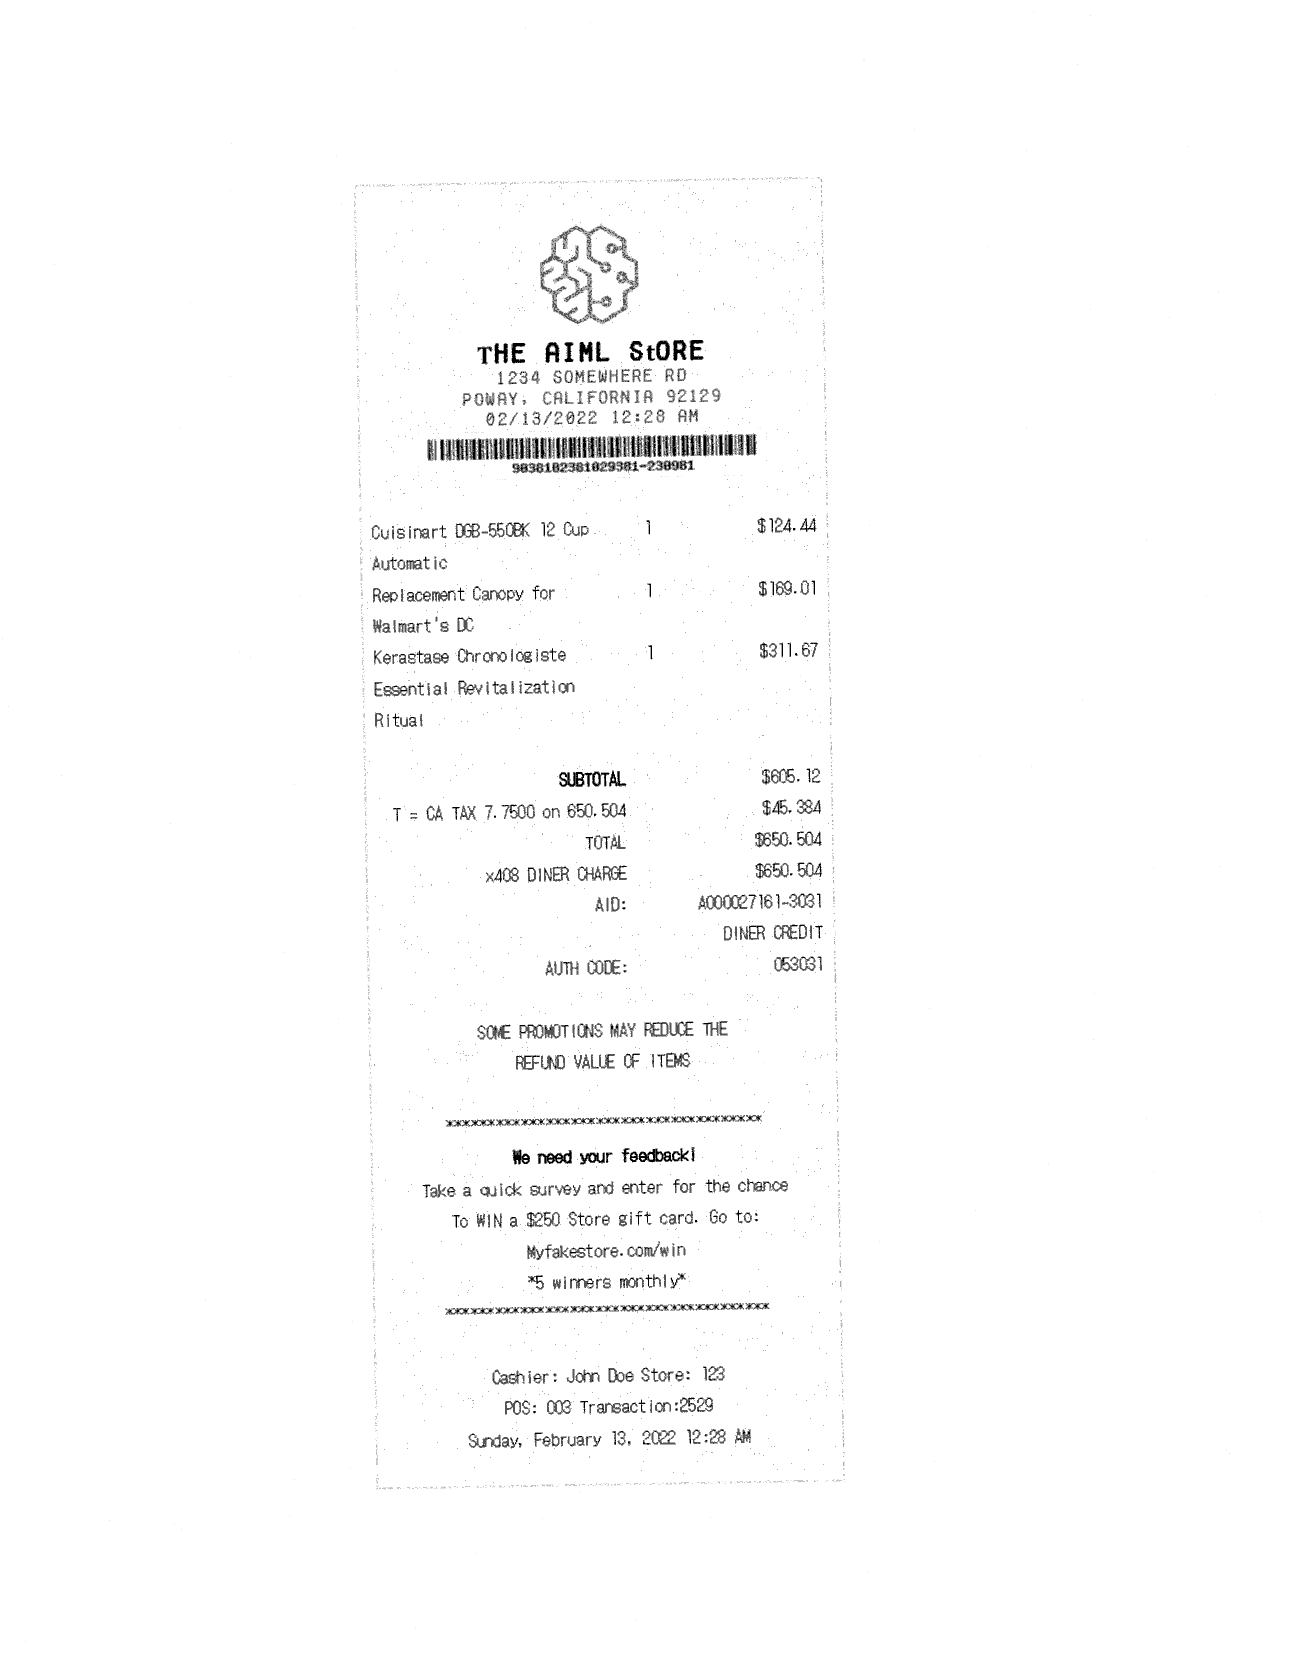 THE AIML StORE
1234 SOMEWHERE RD
POWAY, CALIFORNIA 92129
02/13/2022 12:28 AM
9038102381029381-230981
Cuisinart DGB-550BK 12 Cup 1 $124.44
Automatic
Replacement Canopy for 1 $169.01
Walmart's DC
Kerastase Chronologiste 1 $311.67
Essential Revitalization
Ritual
SUBTOTAL $605.12
T = CA TAX 7.7500 on 650.504 $45.384
TOTAL $650.504
x408 DINER CHARGE $650.504
AID: A000027161-3031
DINER CREDIT
AUTH CODE: 053031
SOME PROMOTIONS MAY REDUCE THE
REFUND VALUE OF ITEMS
***************************************
We need your feedback!
Take a quick survey and enter for the chance
To WIN a $250 Store gift card. Go to:
Myfakestore.com/win
*5 winners monthly*
****************************************
Cashier: John Doe Store: 123
POS: 003 Transaction:2529
Sunday, February 13, 2022 12:28 AM